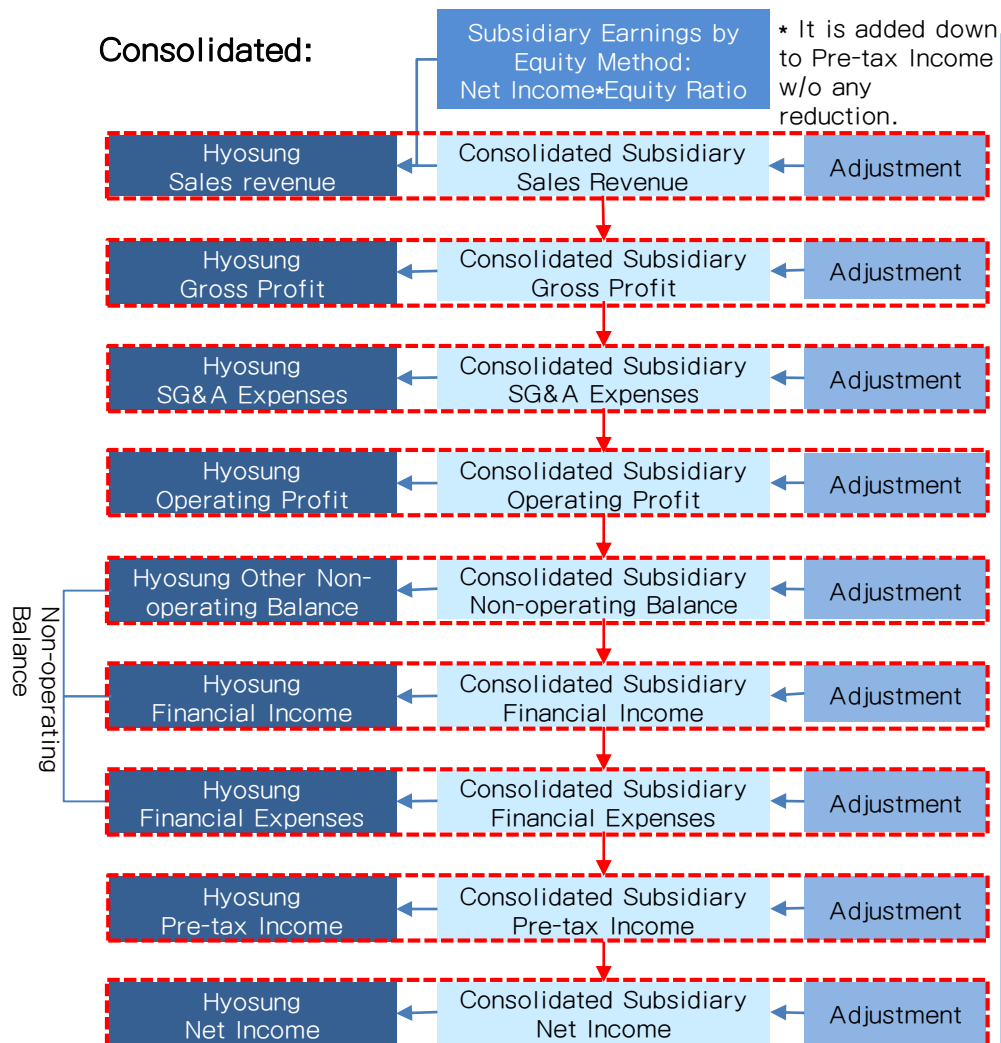 Consolidated:
Subsidiary Earnings by
Equity Method:
Net Income*Equity Ratio
* It is added down
to Pre-tax Income
w/o any
reduction.
Hyosung
Sales revenue
Consolidated Subsidiary
Sales Revenue
Adjustment
Hyosung
Gross Profit
Consolidated Subsidiary
Gross Profit
Adjustment
Hyosung
SG&A Expenses
Consolidated Subsidiary
SG&A Expenses
Adjustment
Hyosung
Operating Profit
Consolidated Subsidiary
Operating Profit
Adjustment
Non-operating
Balance
Hyosung Other Non-
operating Balance
Consolidated Subsidiary
Non-operating Balance
Adjustment
Hyosung
Financial Income
Consolidated Subsidiary
Financial Income
Adjustment
Hyosung
Financial Expenses
Consolidated Subsidiary
Financial Expenses
Adjustment
Hyosung
Pre-tax Income
Consolidated Subsidiary
Pre-tax Income
Adjustment
Hyosung
Net Income
Consolidated Subsidiary
Net Income
Adjustment